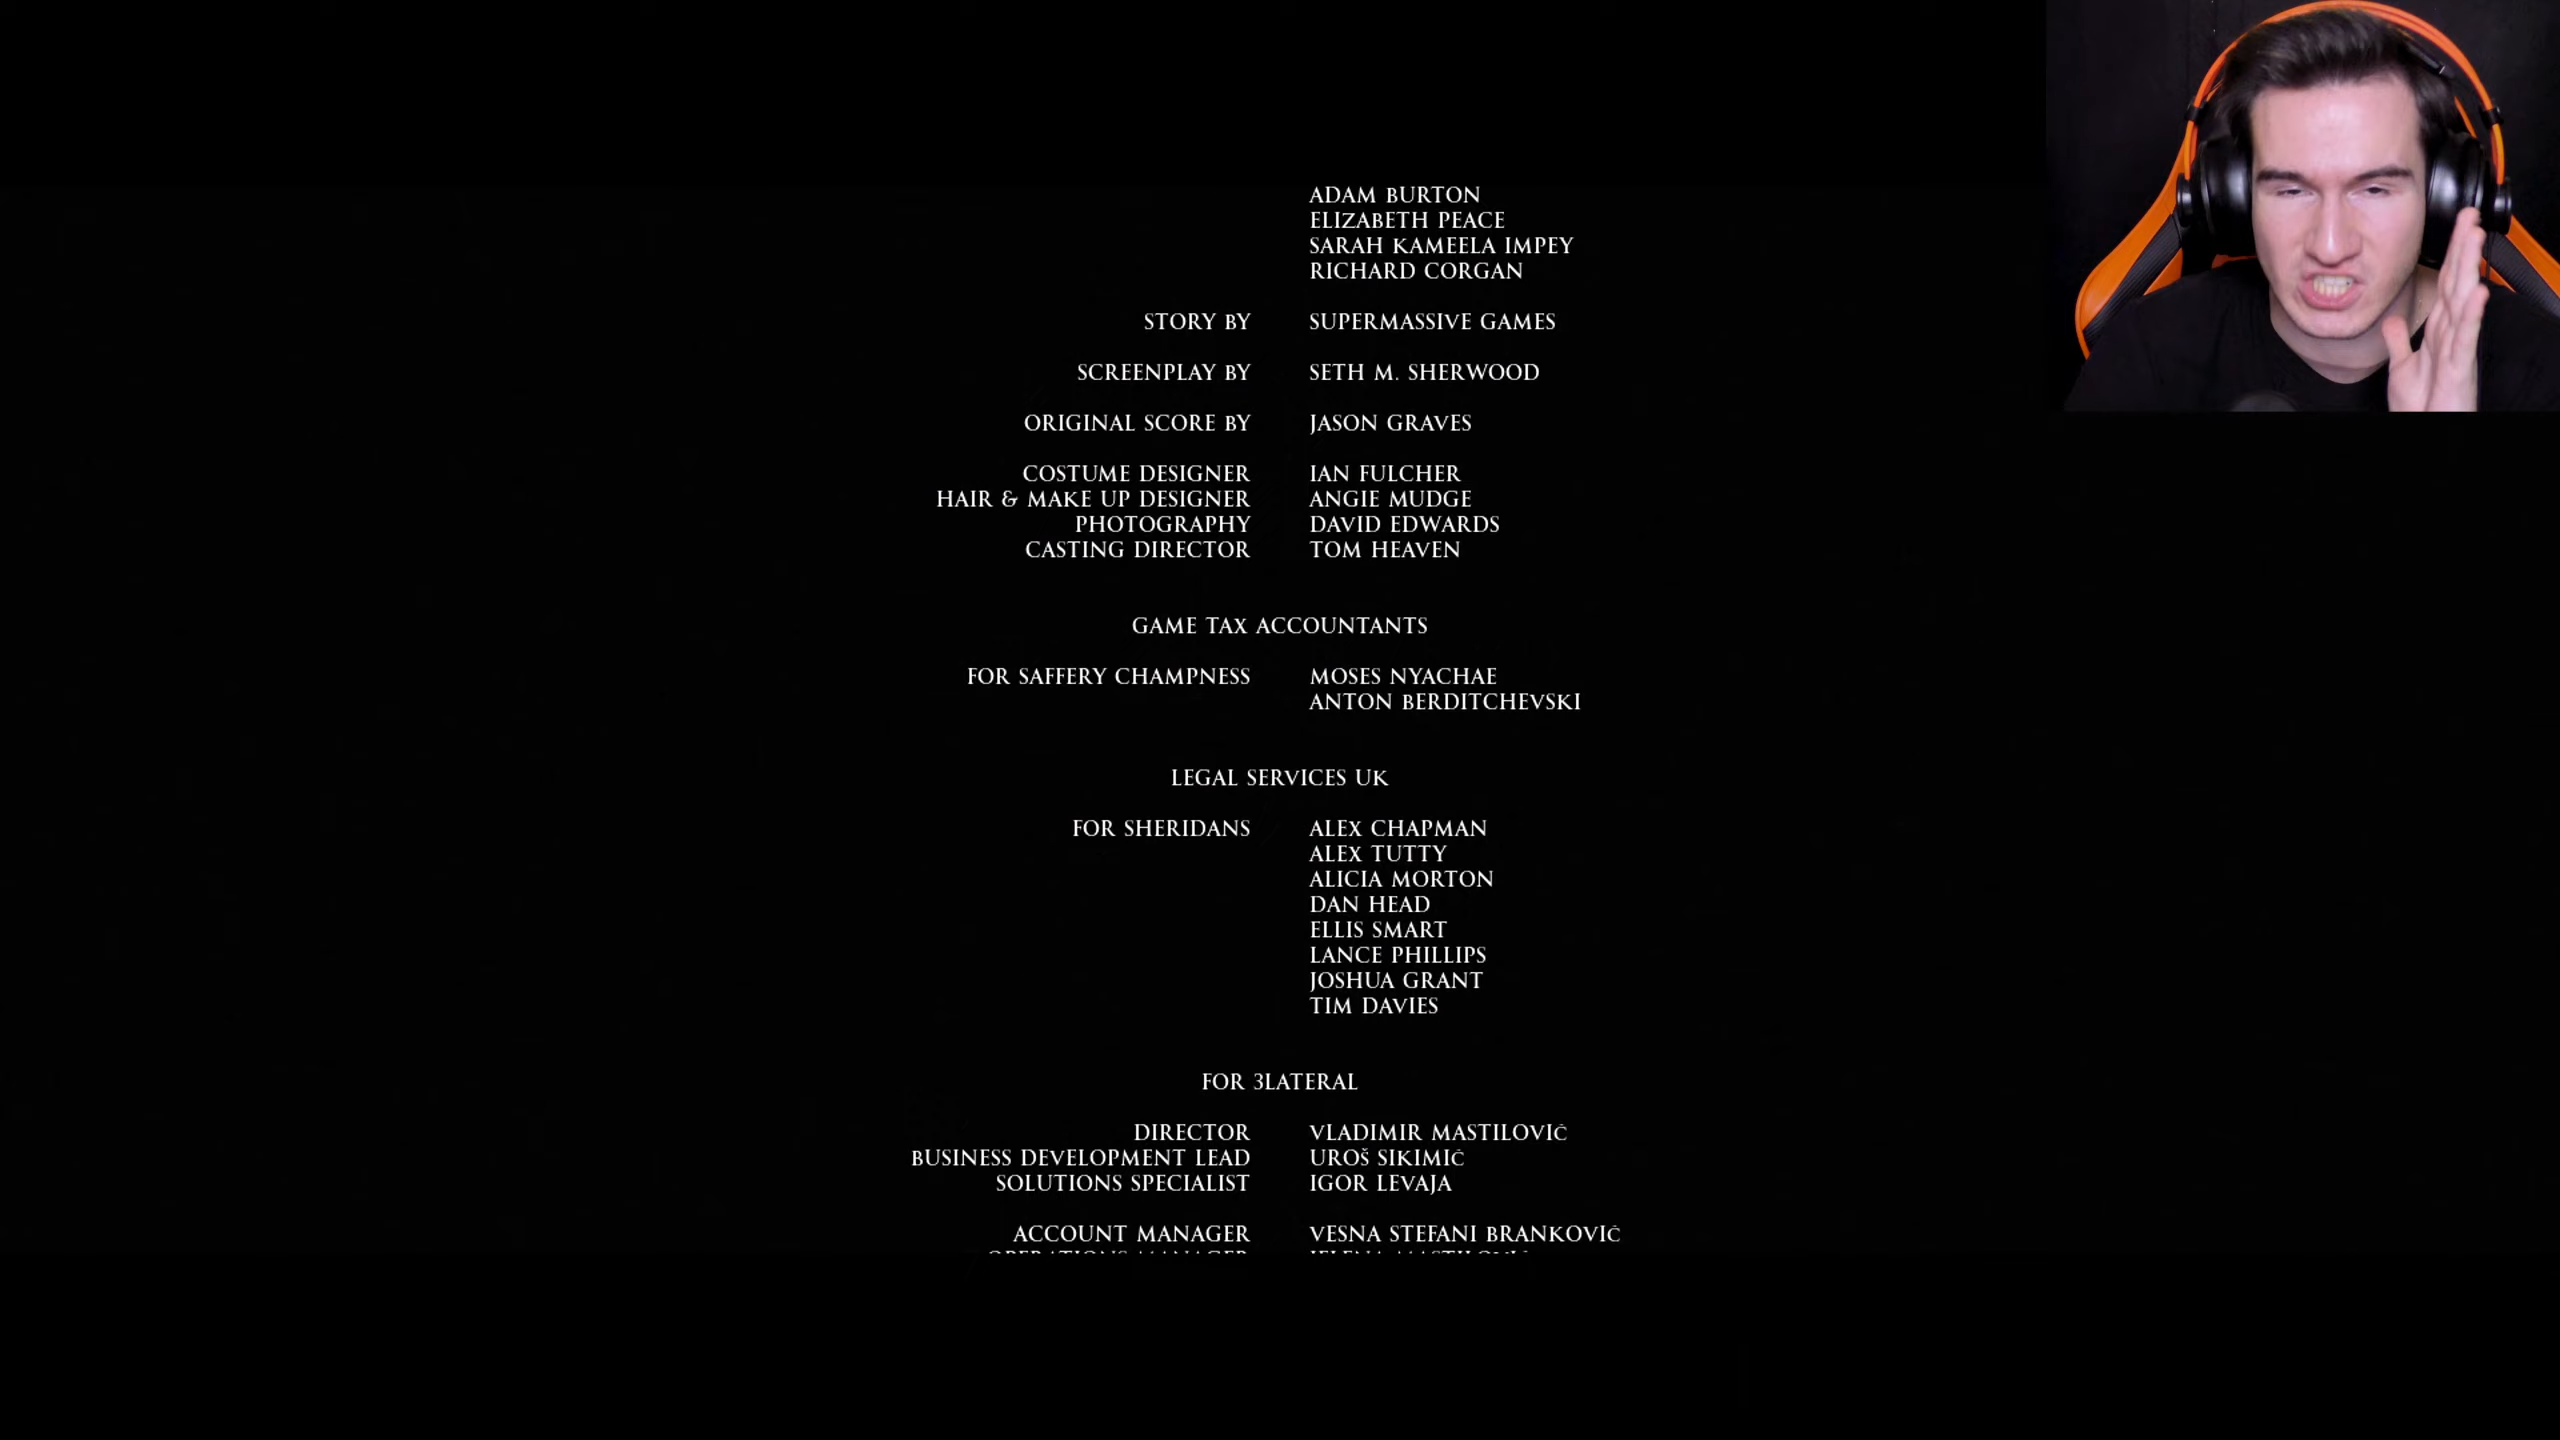 ADAM BURTON
ELIZABETH PEACE
SARAH KAMEELA IMPEY
RICHARD CORGAN
STORY BY SUPERMASSIVE GAMES
SCREENPLAY BY SETH M. SHERWOOD
ORIGINAL SCORE BY JASON GRAVES
COSTUME DESIGNER IAN FULCHER
HAIR & MAKE UP DESIGNER ANGIE MUDGE
PHOTOGRAPHY DAVID EDWARDS
CASTING DIRECTOR TOM HEAVEN
GAME TAX ACCOUNTANTS
FOR SAFFERY CHAMPNESS MOSES NYACHAE
ANTON BERDITCHEVSKI
LEGAL SERVICES UK
FOR SHERIDANS ALEX CHAPMAN
ALEX TUTTY
ALICIA MORTON
DAN HEAD
ELLIS SMART
LANCE PHILLIPS
JOSHUA GRANT
TIM DAVIES
FOR 3LATERAL
DIRECTOR VLADIMIR MASTILOVIĆ
BUSINESS DEVELOPMENT LEAD UROŠ SIKIMIĆ
SOLUTIONS SPECIALIST IGOR LEVAJA
ACCOUNT MANAGER VESNA STEFANI BRANKOVIĆ